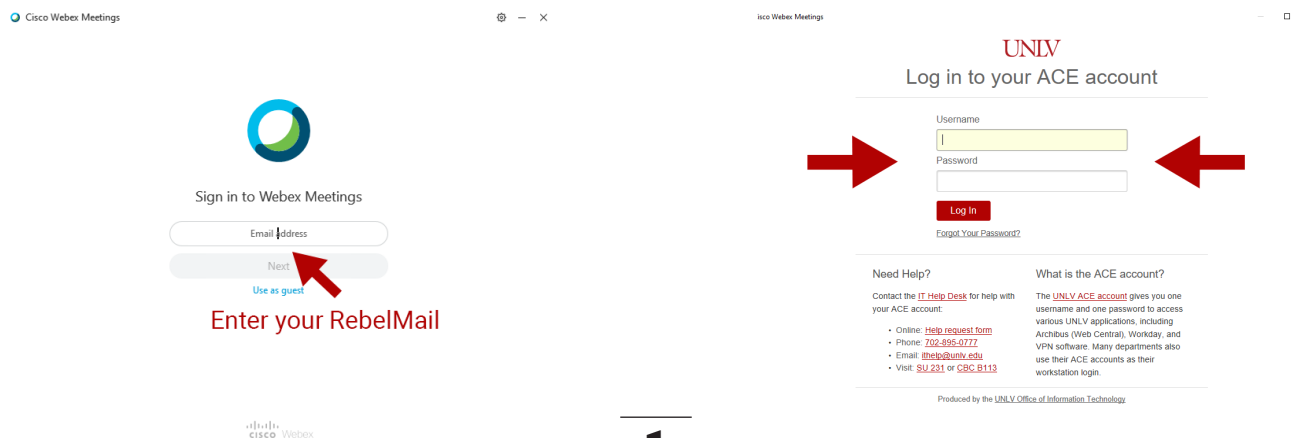 Cisco Webex Meetings
Sign in to Webex Meetings
Email address
Next
Use as guest
Enter your RebelMail
cisco Webex
isco Webex Meetings
UNLV
Log in to your ACE account
Username
Password
Log In
Forgot Your Password?
Need Help?
Contact the IT Help Desk for help with
your ACE account:
• Online: Help request form
• Phone: 702-895-0777
• Email: ithelp@unlv.edu
• Visit: SU 231 or CBC B113
What is the ACE account?
The UNLV ACE account gives you one
username and one password to access
various UNLV applications, including
Archibus (Web Central), Workday, and
VPN software. Many departments also
use their ACE accounts as their
workstation login.
Produced by the UNLV Office of Information Technology